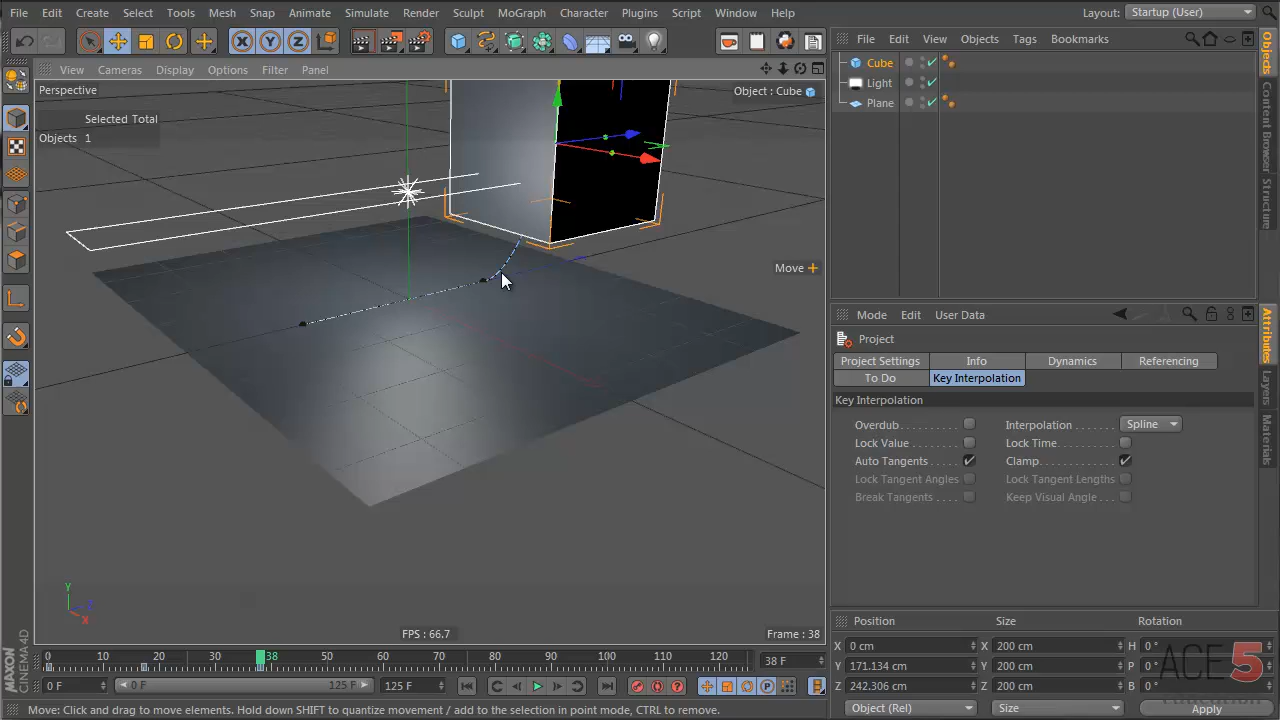 File Edit Create Select Tools Mesh Snap Animate Simulate Render Sculpt MoGraph Character Plugins Script Window Help Layout: Startup (User)
X Y Z
File Edit View Objects Tags Bookmarks
View Cameras Display Options Filter Panel
Perspective
Object : Cube
Selected Total
Objects 1
Move
Cube
Light
Plane
Objects
Content Browser
Structure
Mode Edit User Data
Project
Project Settings Info Dynamics Referencing
To Do Key Interpolation
Key Interpolation
Overdub Interpolation Spline
Lock Value Lock Time
Auto Tangents Clamp
Lock Tangent Angles Lock Tangent Lengths
Break Tangents Keep Visual Angle
Attributes
Layers
Materials
Y
Z
X
FPS : 66.7
Frame : 38
0 10 20 30 38 50 60 70 80 90 100 110 120 38 F
0 F 0 F 125 F 125 F
Position Size Rotation
X 0 cm X 200 cm H 0 °
Y 171.134 cm Y 200 cm P 0 °
Z 242.306 cm Z 200 cm B 0 °
Object (Rel) Size Apply
Move: Click and drag to move elements. Hold down SHIFT to quantize movement / add to the selection in point mode, CTRL to remove.
MAXON
CINEMA 4D
ACE 5
education